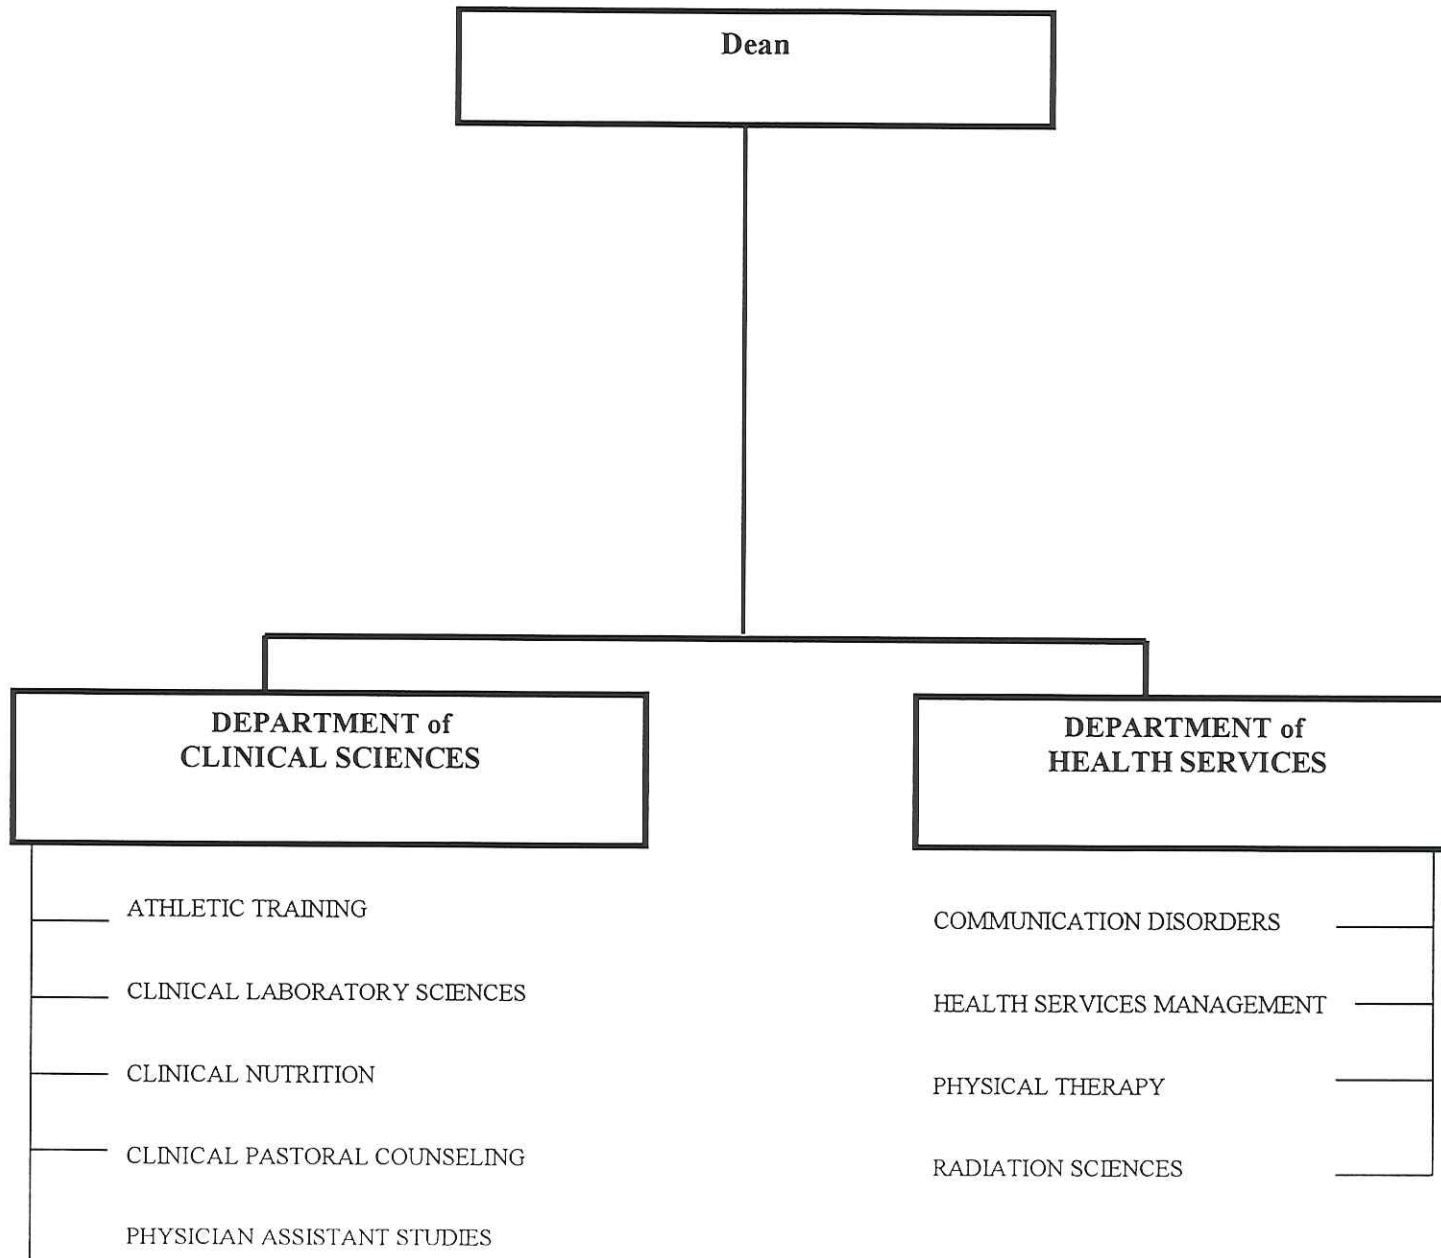 Dean
DEPARTMENT of
CLINICAL SCIENCES
ATHLETIC TRAINING
CLINICAL LABORATORY SCIENCES
CLINICAL NUTRITION
CLINICAL PASTORAL COUNSELING
PHYSICIAN ASSISTANT STUDIES
DEPARTMENT of
HEALTH SERVICES
COMMUNICATION DISORDERS
HEALTH SERVICES MANAGEMENT
PHYSICAL THERAPY
RADIATION SCIENCES